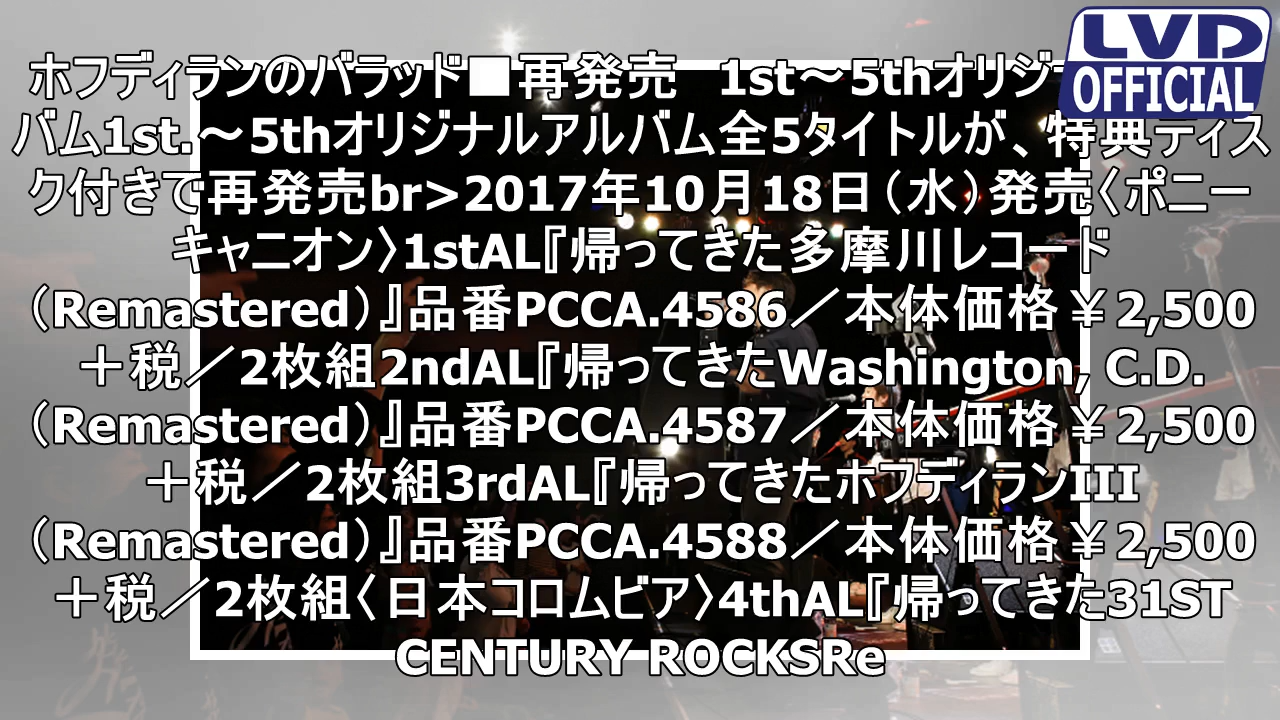 ホフディランのバラッド■再発売　1st～5thオリジ
LVD
OFFICIAL
バム1st.～5thオリジナルアルバム全5タイトルが、特典ディス
ク付きで再発売br>2017年10月18日（水）発売〈ポニー
キャニオン〉1stAL『帰ってきた多摩川レコード
（Remastered）』品番PCCA.4586／本体価格￥2,500
＋税／2枚組2ndAL『帰ってきたWashington, C.D.
（Remastered）』品番PCCA.4587／本体価格￥2,500
＋税／2枚組3rdAL『帰ってきたホフディランIII
（Remastered）』品番PCCA.4588／本体価格￥2,500
＋税／2枚組〈日本コロムビア〉4thAL『帰ってきた31ST
CENTURY ROCKSRe